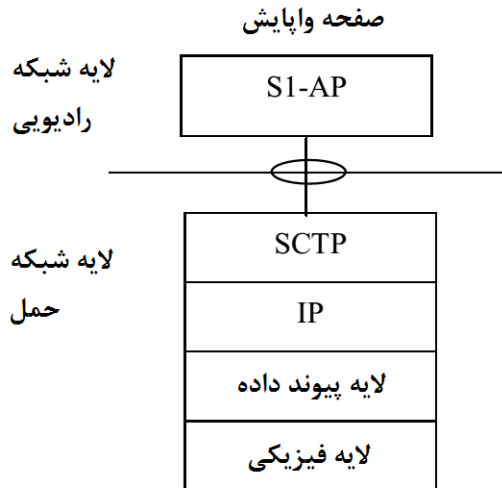 صفحه واپایش
لایه شبکه
رادیویی
S1-AP
لایه شبکه
حمل
SCTP
IP
لایه پیوند داده
لایه فیزیکی